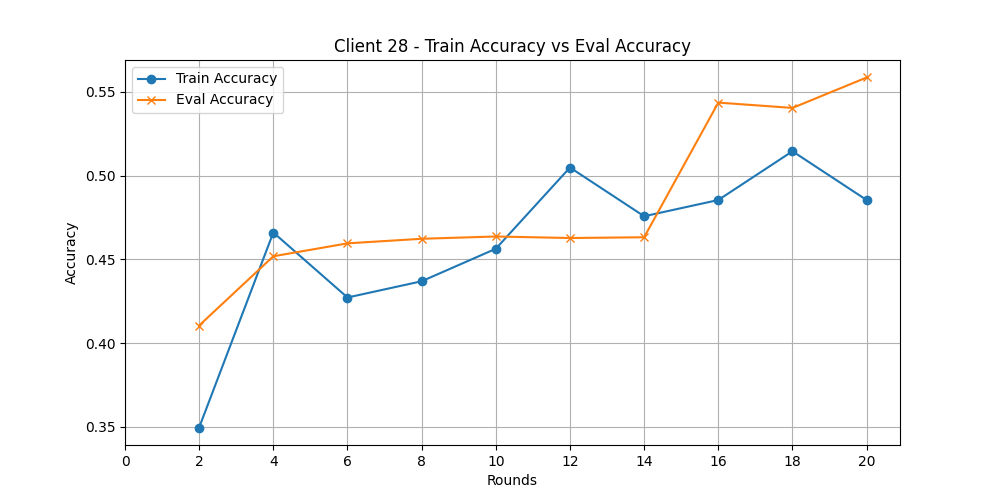 Client 28 - Train Accuracy vs Eval Accuracy
Train Accuracy
Eval Accuracy
0.55
0.50
0.45
0.40
0.35
Accuracy
0 2 4 6 8 10 12 14 16 18 20
Rounds